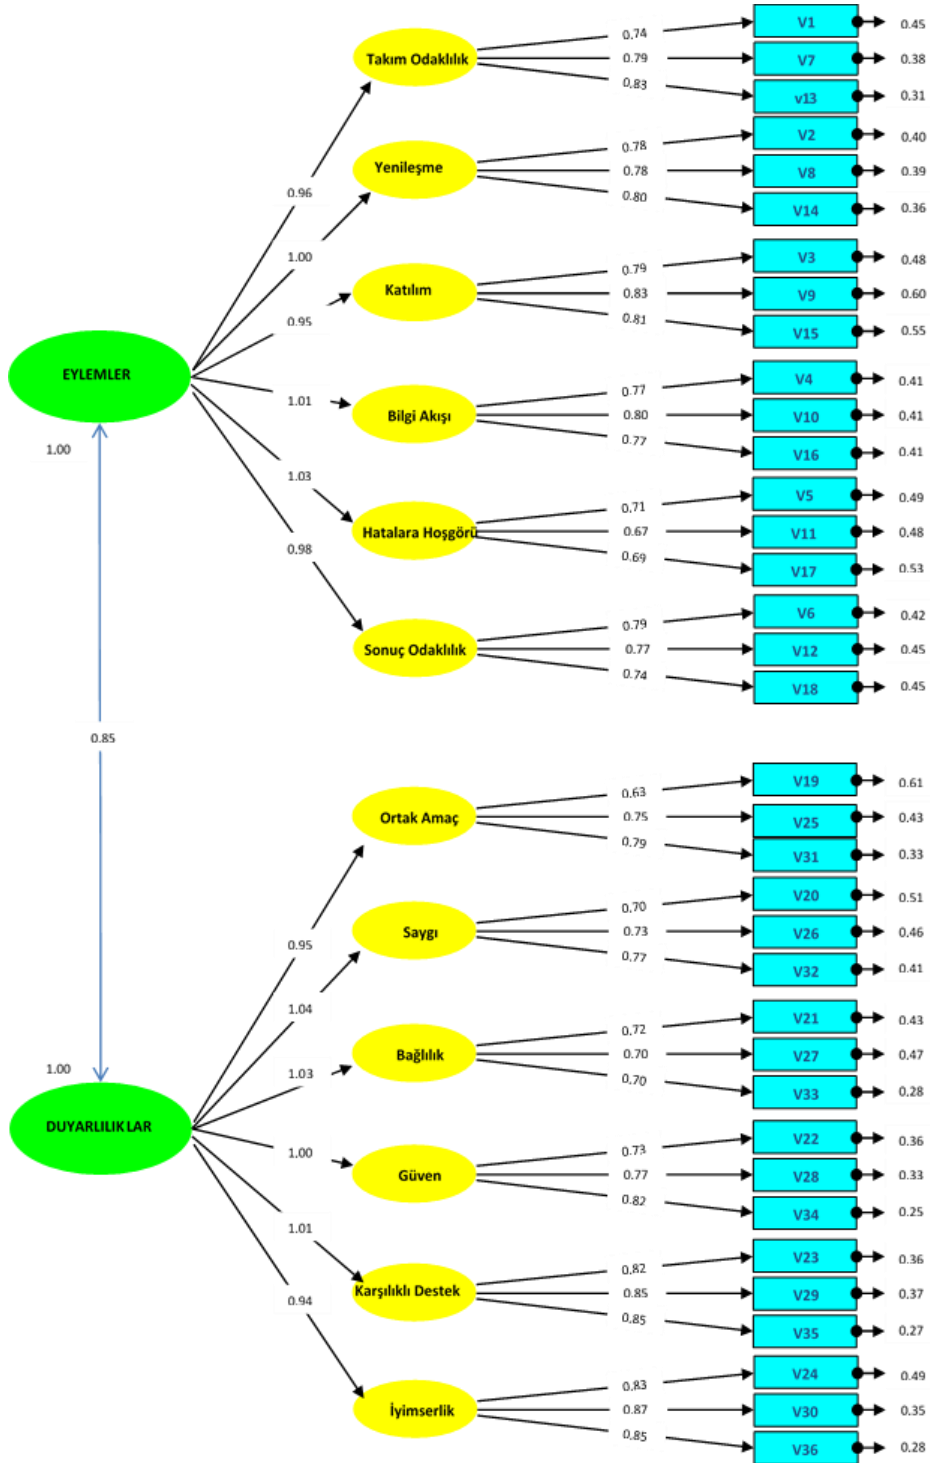 0.74
V1
0.45
Takım Odaklılık
0.79
V7
0.38
0.83
v13
0.31
0.78
V2
0.40
Yenileşme
0.78
V8
0.39
0.80
V14
0.36
0.96
1.00
0.79
V3
0.48
Katılım
0.83
V9
0.60
0.95
0.81
V15
0.55
EYLEMLER
0.77
V4
0.41
1.01
Bilgi Akışı
0.80
V10
0.41
0.77
V16
0.41
1.00
1.03
0.71
V5
0.49
Hatalara Hoşgörü
0.67
V11
0.48
0.69
V17
0.53
0.98
0.79
V6
0.42
Sonuç Odaklılık
0.77
V12
0.45
0.74
V18
0.45
0.85
0.63
V19
0.61
Ortak Amaç
0.75
V25
0.43
0.79
V31
0.33
0.70
V20
0.51
Saygı
0.73
V26
0.46
0.95
0.77
V32
0.41
1.04
0.72
V21
0.43
Bağlılık
0.70
V27
0.47
1.00
1.03
0.70
V33
0.28
DUYARLILIKLAR
0.73
V22
0.36
1.00
Güven
0.77
V28
0.33
0.82
V34
0.25
1.01
0.82
V23
0.36
Karşılıklı Destek
0.85
V29
0.37
0.94
0.85
V35
0.27
0.83
V24
0.49
İyimserlik
0.87
V30
0.35
0.85
V36
0.28